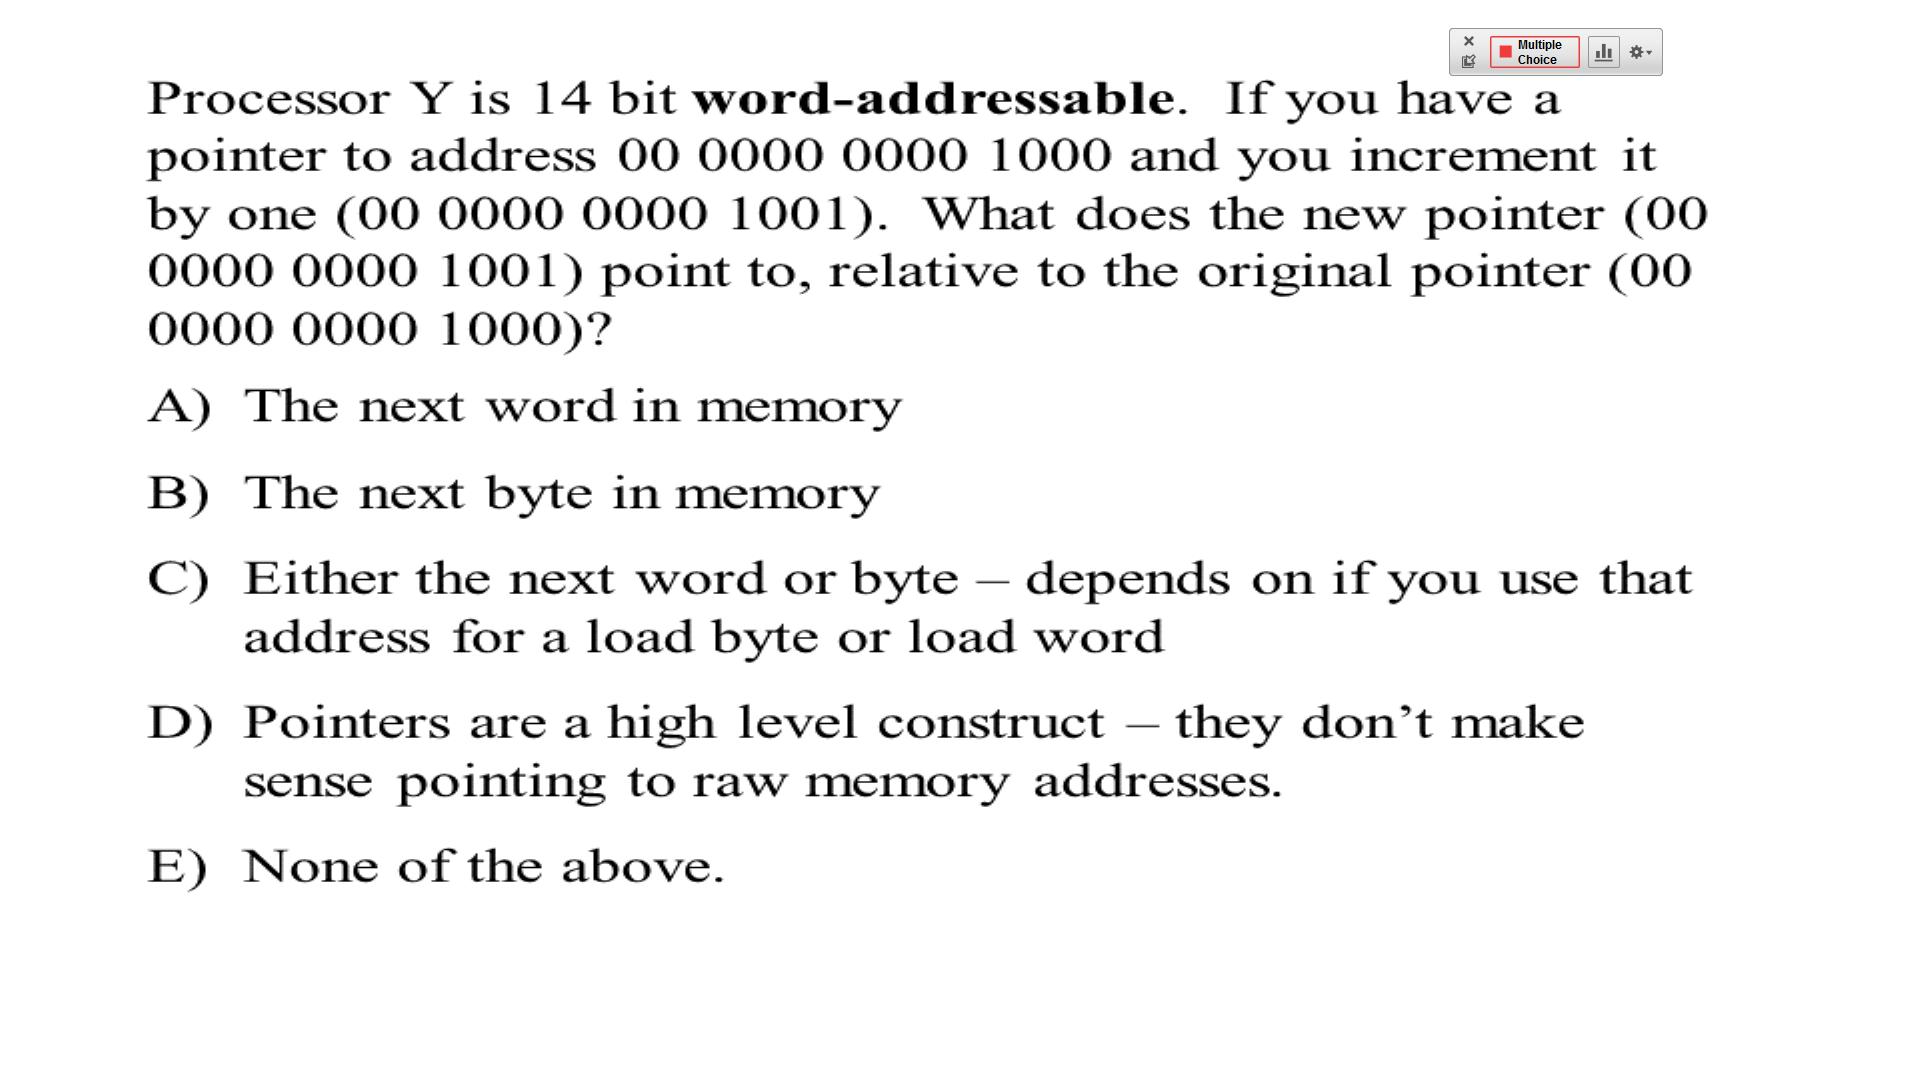 Multiple
Choice
Processor Y is 14 bit word-addressable. If you have a
pointer to address 00 0000 0000 1000 and you increment it
by one (00 0000 0000 1001). What does the new pointer (00
0000 0000 1001) point to, relative to the original pointer (00
0000 0000 1000)?
A) The next word in memory
B) The next byte in memory
C) Either the next word or byte – depends on if you use that
address for a load byte or load word
D) Pointers are a high level construct – they don’t make
sense pointing to raw memory addresses.
E) None of the above.